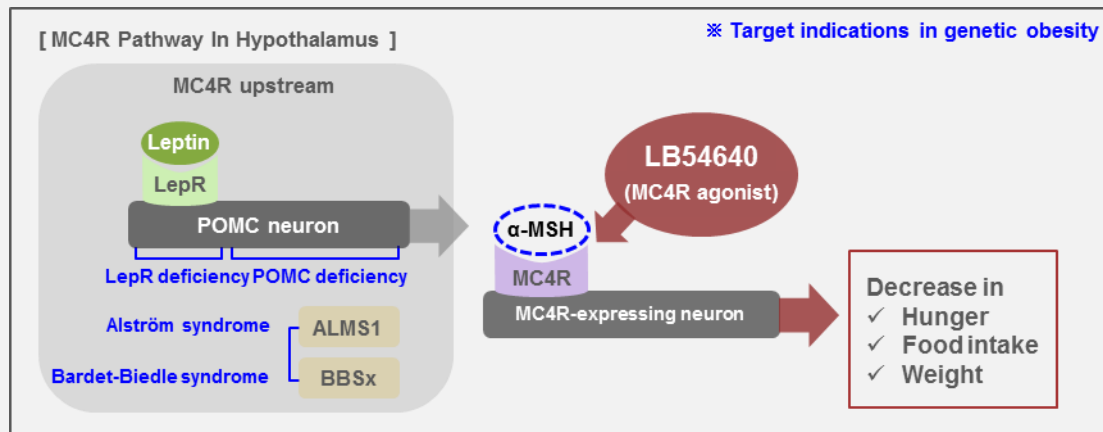 [ MC4R Pathway In Hypothalamus ]
※ Target indications in genetic obesity
MC4R upstream
Leptin
LepR
POMC neuron
LepR deficiency POMC deficiency
Alström syndrome
ALMS1
Bardet-Biedle syndrome
BBSx
LB54640
(MC4R agonist)
α-MSH
MC4R
MC4R-expressing neuron
Decrease in
✓ Hunger
✓ Food intake
✓ Weight